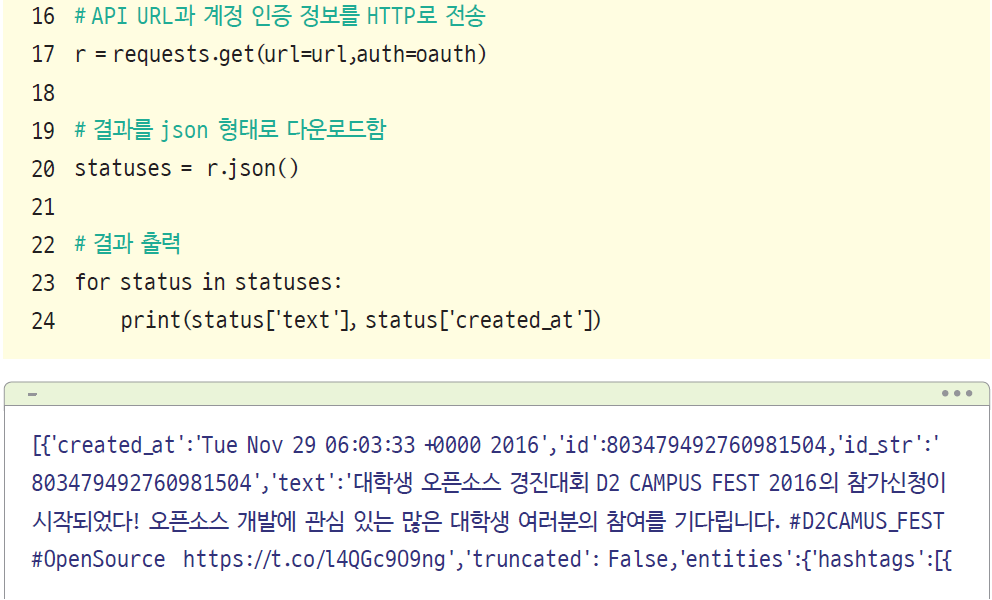 16 # API URL과 계정 인증 정보를 HTTP로 전송
17 r = requests.get(url=url,auth=oauth)
18
19 # 결과를 json 형태로 다운로드함
20 statuses = r.json()
21
22 # 결과 출력
23 for status in statuses:
24 print(status['text'], status['created_at'])
[{'created_at':'Tue Nov 29 06:03:33 +0000 2016','id':803479492760981504,'id_str':'
803479492760981504','text':'대학생 오픈소스 경진대회 D2 CAMPUS FEST 2016의 참가신청이
시작되었다! 오픈소스 개발에 관심 있는 많은 대학생 여러분의 참여를 기다립니다. #D2CAMUS_FEST
#OpenSource https://t.co/l4QGc9O9ng','truncated': False,'entities':{'hashtags':[{